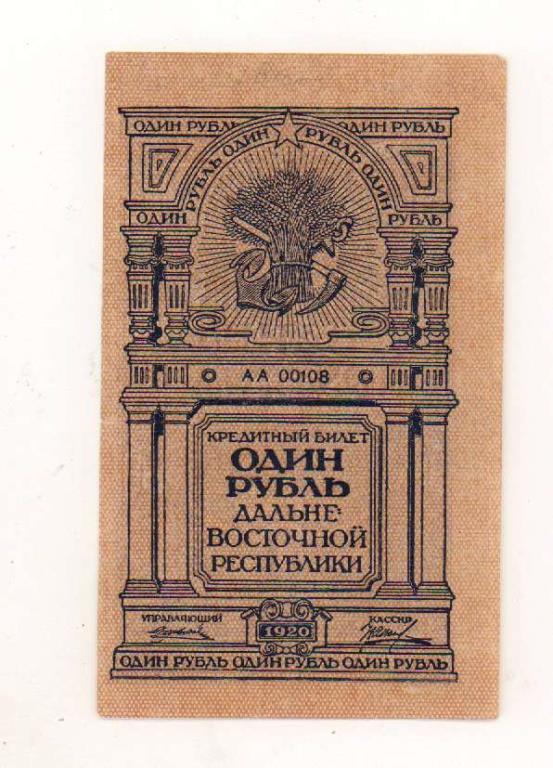 ОДИН РУБЛЬ ОДИН РУБЛЬ
РУБЛЬ ОДИН РУБЛЬ ОДИН
ОДИН РУБЛЬ
АА 00108
КРЕДИТНЫЙ БИЛЕТ
ОДИН
РУБЛЬ
ДАЛЬНЕ-
ВОСТОЧНОЙ
РЕСПУБЛИКИ
УПРАВЛЯЮЩИЙ КАССИР
1920
ОДИН РУБЛЬ ОДИН РУБЛЬ ОДИН РУБЛЬ